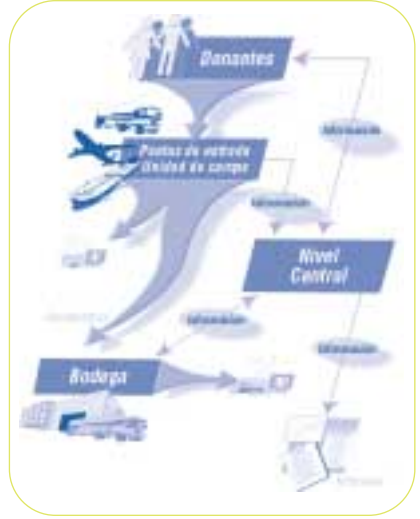 Donantes
Información
Puntos de entrada
Unidad de campo
Información
Nivel
Central
Información
Información
Bodega